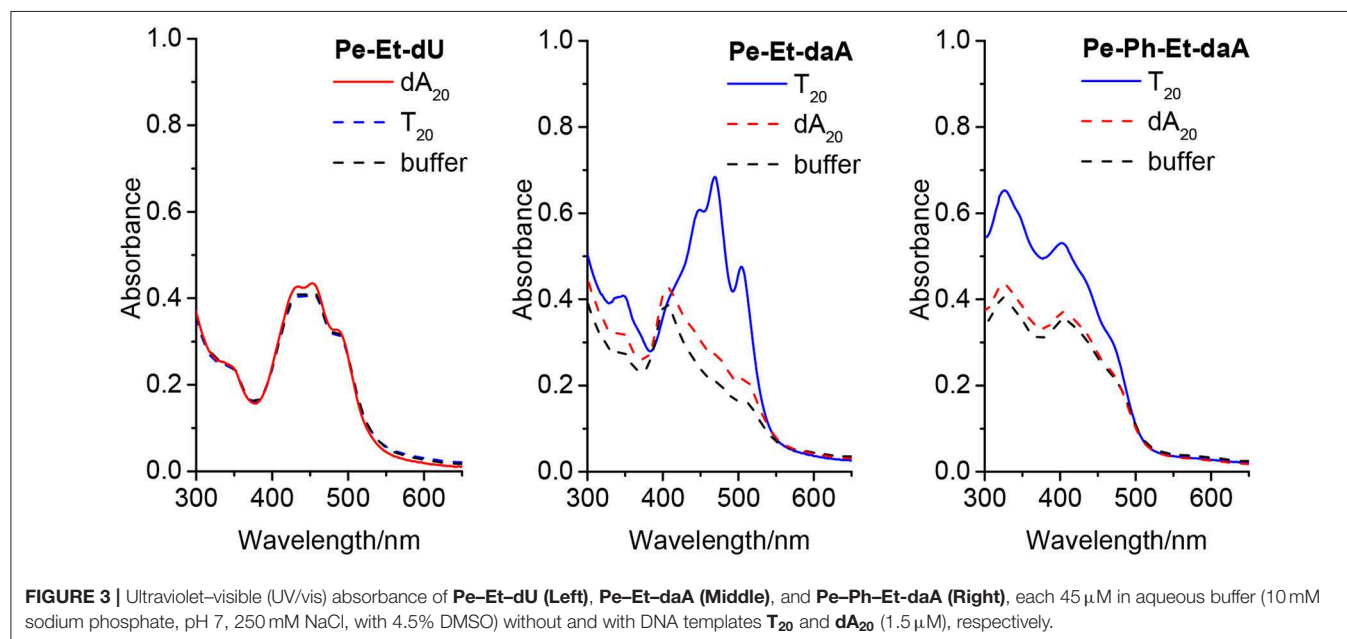 Pe-Et-dU
dA20
T20
buffer
1.0
0.8
0.6
0.4
0.2
0.0
Absorbance
300 400 500 600
Wavelength/nm
Pe-Et-daA
T20
dA20
buffer
1.0
0.8
0.6
0.4
0.2
0.0
Absorbance
300 400 500 600
Wavelength/nm
Pe-Ph-Et-daA
T20
dA20
buffer
1.0
0.8
0.6
0.4
0.2
0.0
Absorbance
300 400 500 600
Wavelength/nm
FIGURE 3 | Ultraviolet–visible (UV/vis) absorbance of Pe–Et–dU (Left), Pe–Et–daA (Middle), and Pe–Ph–Et-daA (Right), each 45 μM in aqueous buffer (10 mM
sodium phosphate, pH 7, 250 mM NaCl, with 4.5% DMSO) without and with DNA templates T20 and dA20 (1.5 μM), respectively.